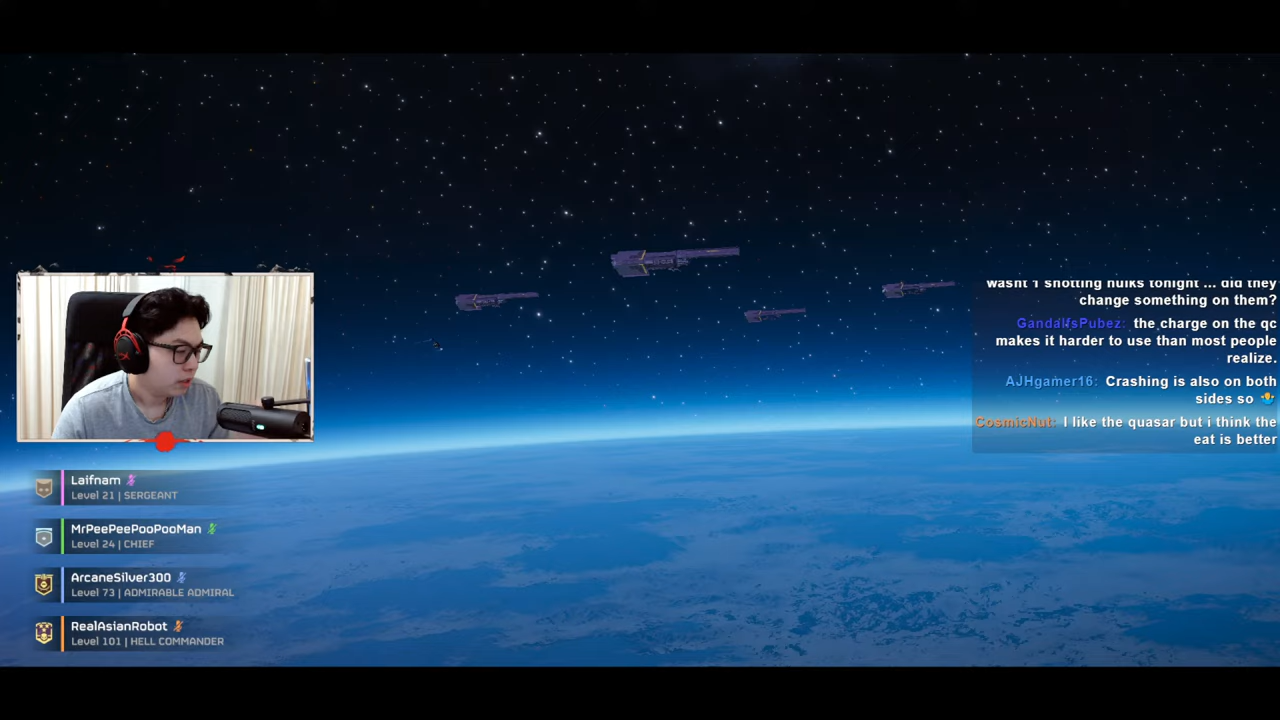 wasnt 1 shotting hulks tonight ... did they
change something on them?
GandalfsPubez: the charge on the qc
makes it harder to use than most people
realize.
AJHgamer16: Crashing is also on both
sides so
CosmicNut: I like the quasar but i think the
eat is better
Laifnam
Level 21 | SERGEANT
MrPeePeePooPooMan
Level 24 | CHIEF
ArcaneSilver300
Level 73 | ADMIRABLE ADMIRAL
RealAsianRobot
Level 101 | HELL COMMANDER